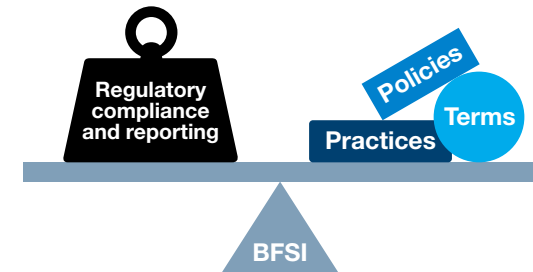 Regulatory
compliance
and reporting
Policies
Terms
Practices
BFSI